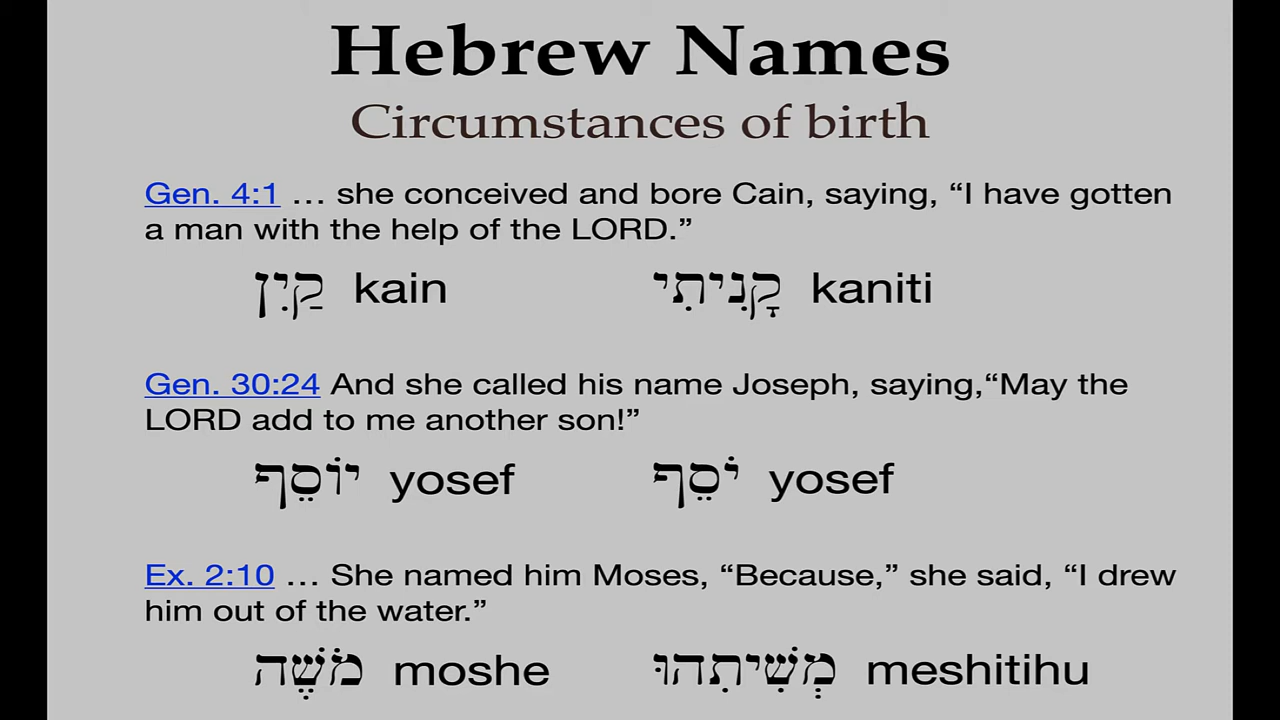 Hebrew Names
Circumstances of birth
Gen. 4:1 … she conceived and bore Cain, saying, “I have gotten
a man with the help of the LORD.”
קַיִן kain קָנִיתִי kaniti
Gen. 30:24 And she called his name Joseph, saying,“May the
LORD add to me another son!”
יוֹסֵף yosef יֹסֵף yosef
Ex. 2:10 … She named him Moses, “Because,” she said, “I drew
him out of the water.”
מֹשֶׁה moshe מְשִׁיתִהוּ meshitihu